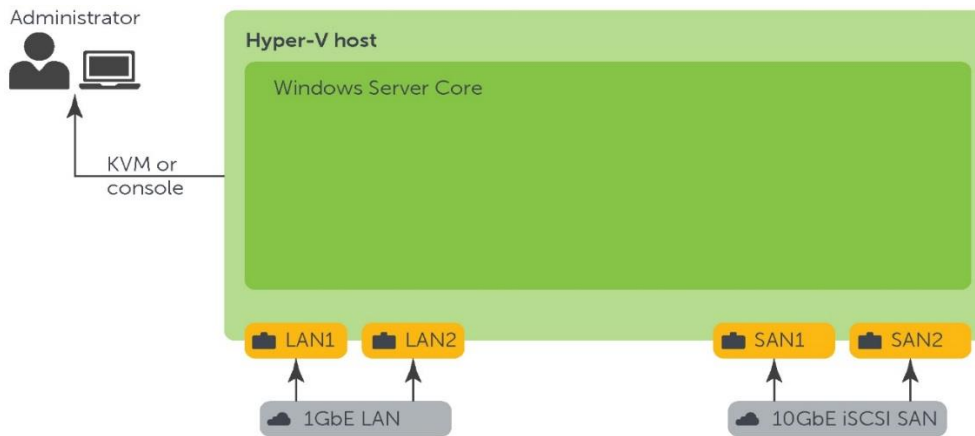 Administrator
Hyper-V host
Windows Server Core
KVM or
console
LAN1
LAN2
SAN1
SAN2
1GbE LAN
10GbE iSCSI SAN